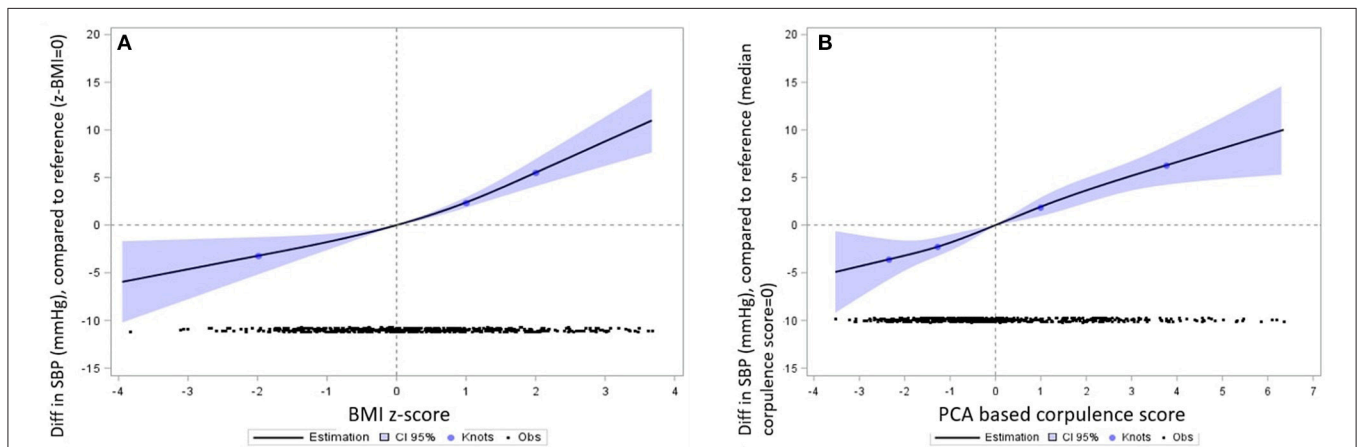 A
Diff in SBP (mmHg), compared to reference (z-BMI=0)
20
15
10
5
0
-5
-10
-15
-4 -3 -2 -1 0 1 2 3 4
BMI z-score
Estimation CI 95% Knots Obs
B
Diff in SBP (mmHg), compared to reference (median
corpulence score=0)
20
15
10
5
0
-5
-10
15
-4 -3 -2 -1 0 1 2 3 4 5 6 7
PCA based corpulence score
Estimation CI 95% Knots Obs